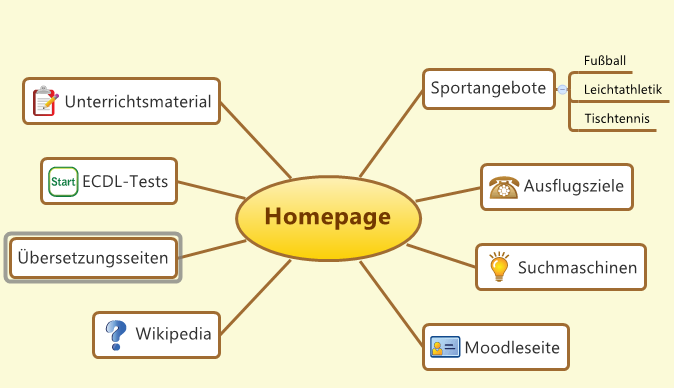 Fußball
Sportangebote
Leichtathletik
Tischtennis
Unterrichtsmaterial
ECDL-Tests
Start
Ausflugsziele
Homepage
Übersetzungsseiten
Suchmaschinen
Wikipedia
Moodleseite